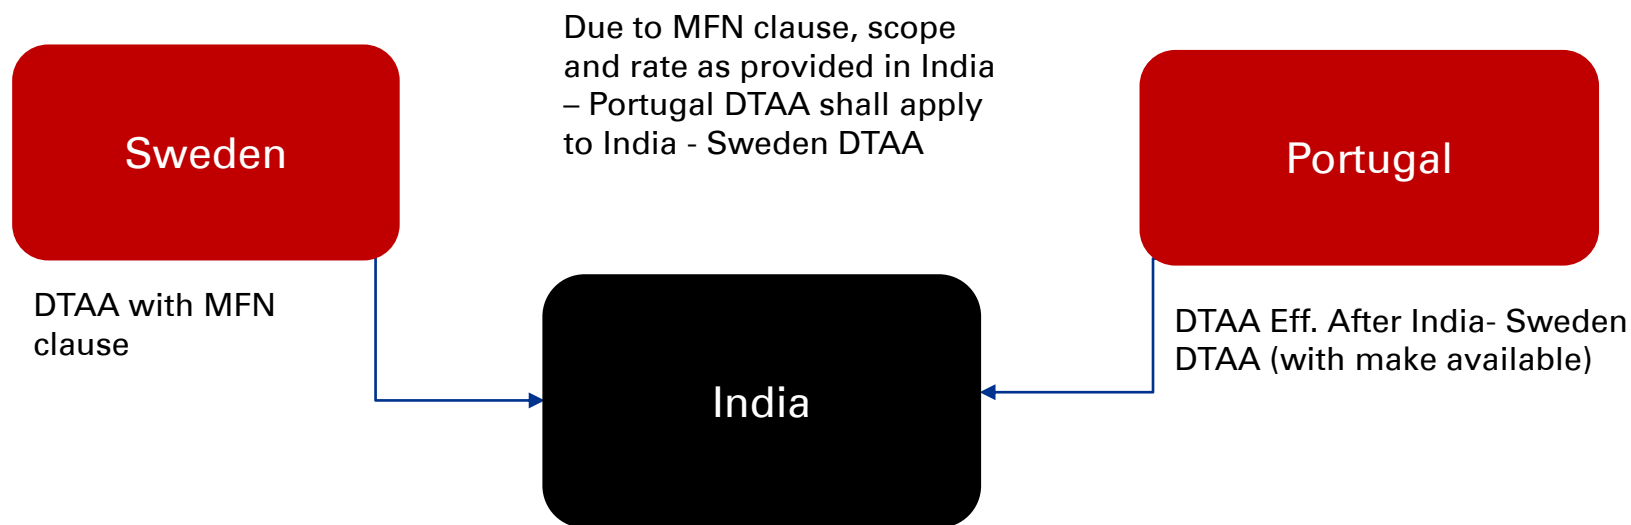 Due to MFN clause, scope
and rate as provided in India
– Portugal DTAA shall apply
to India - Sweden DTAA
Sweden
Portugal
DTAA with MFN
clause
DTAA Eff. After India- Sweden
DTAA (with make available)
India